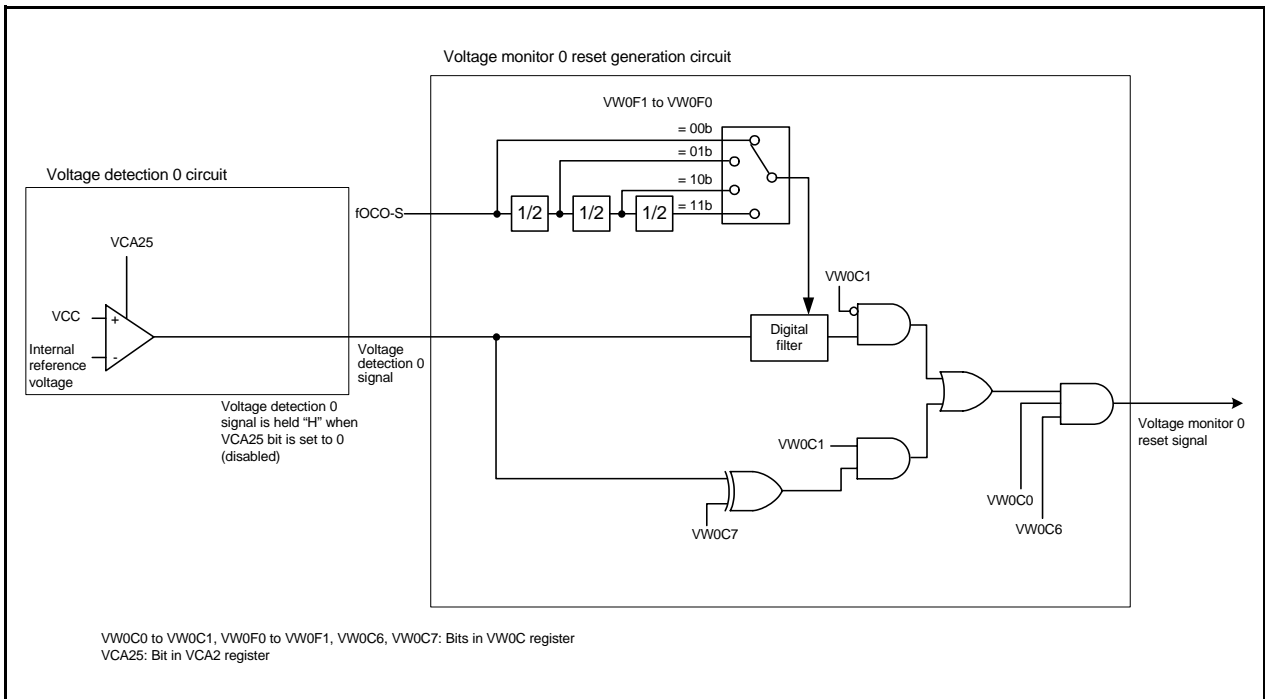 Voltage monitor 0 reset generation circuit
VW0F1 to VW0F0
= 00b
= 01b
= 10b
= 11b
Voltage detection 0 circuit
fOCO-S
1/2
1/2
1/2
VCA25
VCC
+
-
Internal
reference
voltage
Voltage
detection 0
signal
Voltage detection 0
signal is held “H” when
VCA25 bit is set to 0
(disabled)
Digital
filter
VW0C1
VW0C1
VW0C7
VW0C0
VW0C6
Voltage monitor 0
reset signal
VW0C0 to VW0C1, VW0F0 to VW0F1, VW0C6, VW0C7: Bits in VW0C register
VCA25: Bit in VCA2 register